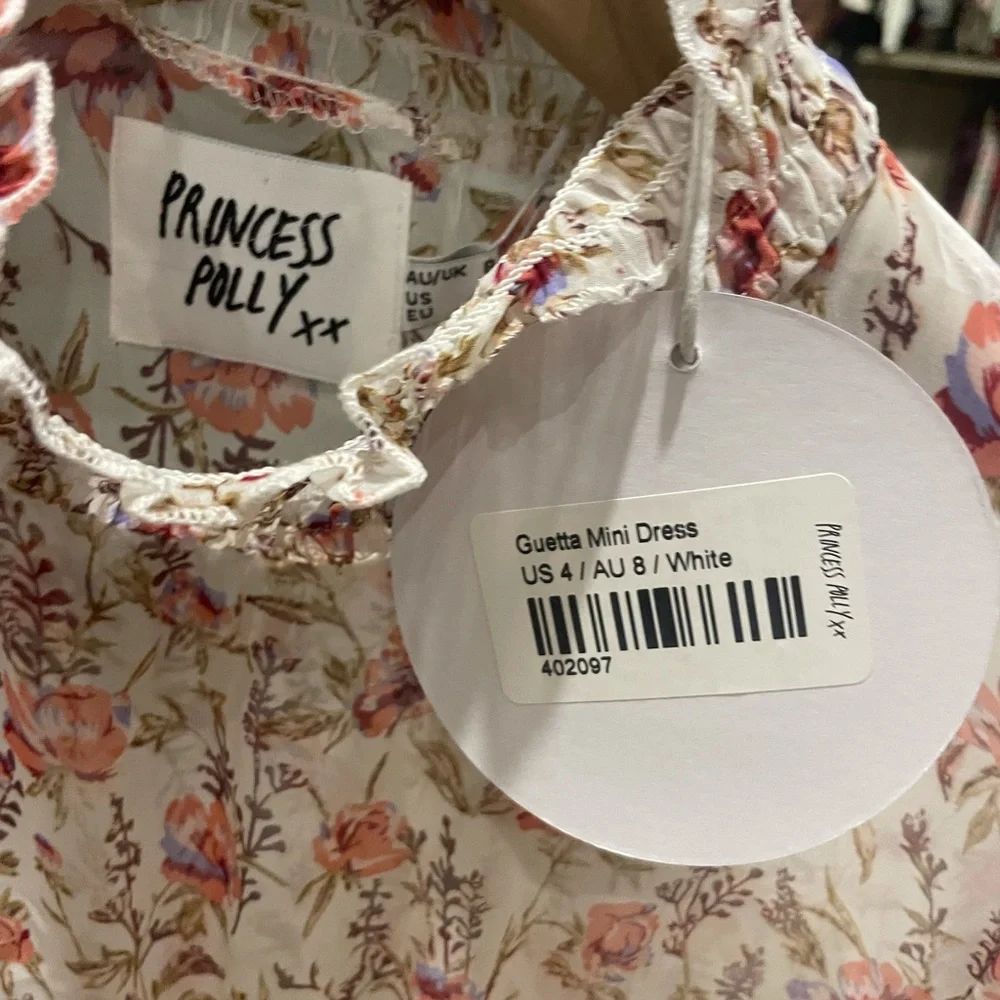 PRINCESS
POLLY xx
AU/UK
US
EU
Guetta Mini Dress
US 4 / AU 8 / White
402097
PRINCESS POLLY xx